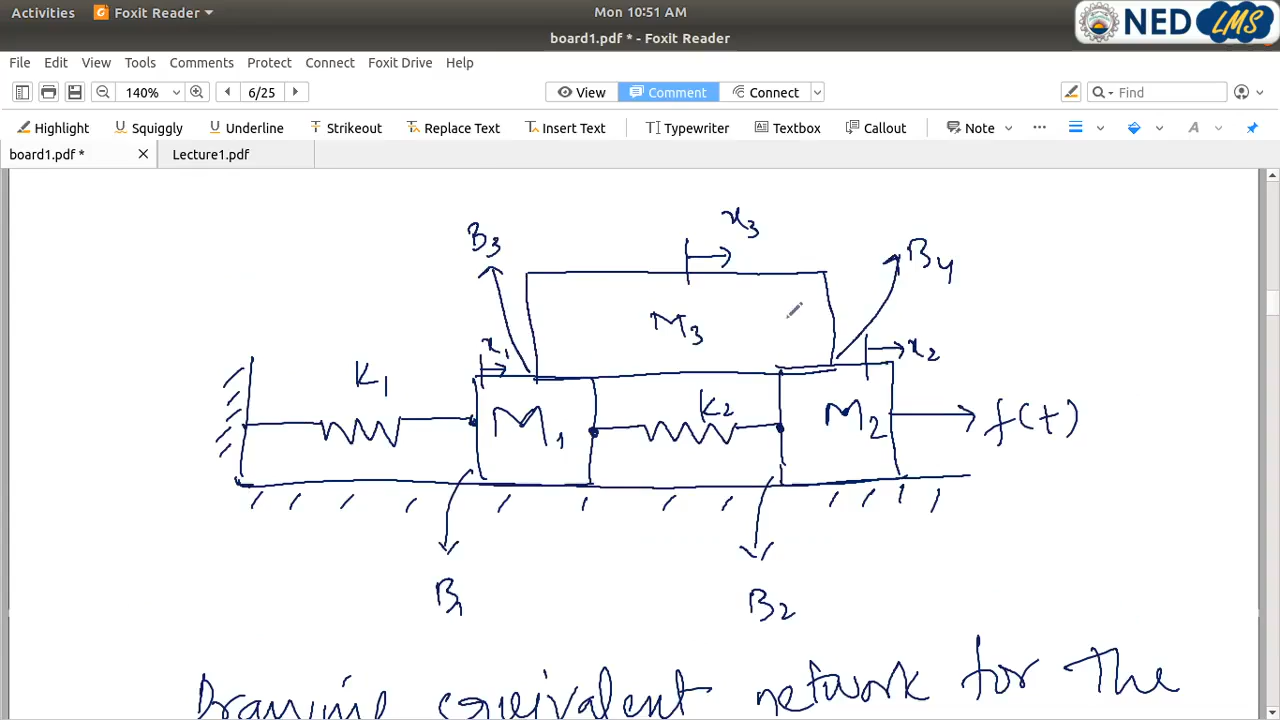 Activities Foxit Reader Mon 10:51 AM
board1.pdf * - Foxit Reader
NED LMS
File Edit View Tools Comments Protect Connect Foxit Drive Help
140% 6/25 View Comment Connect Find
Highlight Squiggly Underline Strikeout Replace Text Insert Text Typewriter Textbox Callout Note
board1.pdf * Lecture1.pdf
x3
B3
B4
M3
x1
x2
K1
M1
K2
M2
f(t)
B1
B2
Drawing equivalent network for The